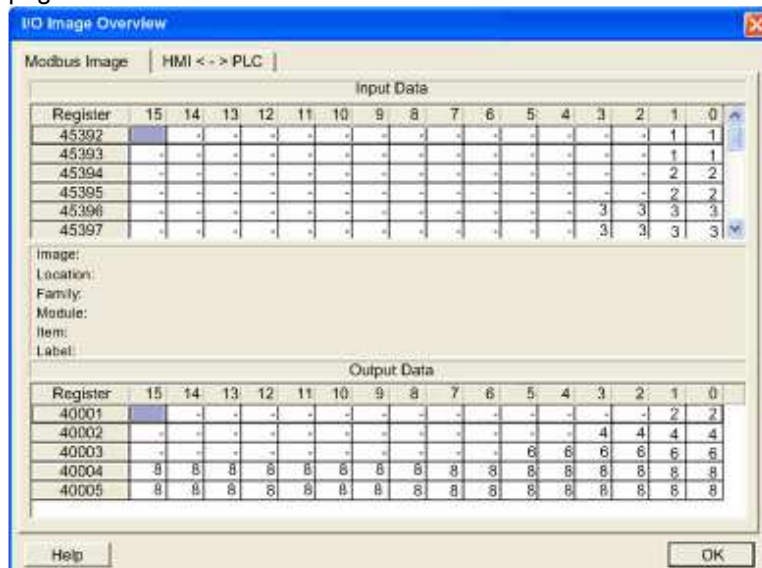 I/O Image Overview
Modbus Image HMI < - > PLC
Input Data
Register 15 14 13 12 11 10 9 8 7 6 5 4 3 2 1 0
45392 - - - - - - - - - - - - - 1 1
45393 - - - - - - - - - - - - - - 1 1
45394 - - - - - - - - - - - - - - 2 2
45395 - - - - - - - - - - - - - - 2 2
45396 - - - - - - - - - - - - 3 3 3 3
45397 - - - - - - - - - - - - 3 3 3 3
Image:
Location:
Family:
Module:
Item:
Label:
Output Data
Register 15 14 13 12 11 10 9 8 7 6 5 4 3 2 1 0
40001 - - - - - - - - - - - - - 2 2
40002 - - - - - - - - - - - - 4 4 4 4
40003 - - - - - - - - - - 6 6 6 6 6 6
40004 8 8 8 8 8 8 8 8 8 8 8 8 8 8 8 8
40005 8 8 8 8 8 8 8 8 8 8 8 8 8 8 8 8
Help OK